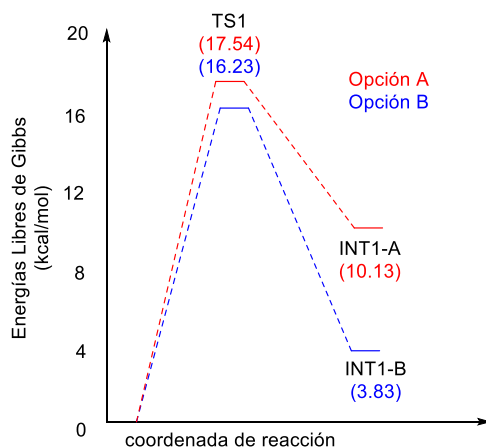 TS1
(17.54)
(16.23)
Opción A
Opción B
20
16
12
8
4
0
Energías Libres de Gibbs
(kcal/mol)
INT1-A
(10.13)
INT1-B
(3.83)
coordenada de reacción